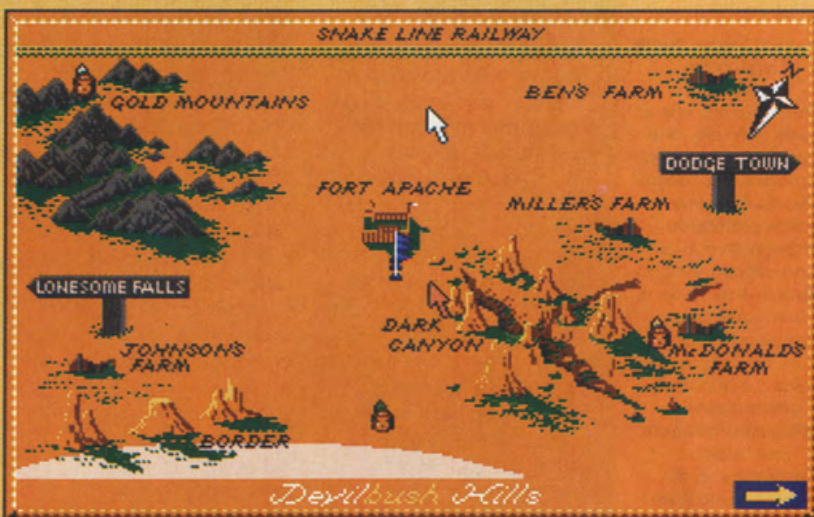 SNAKE LINE RAILWAY
GOLD MOUNTAINS
BEN'S FARM
DODGE TOWN
FORT APACHE
MILLER'S FARM
LONESOME FALLS
DARK
CANYON
JOHNSON'S
FARM
McDONALD'S
FARM
BORDER
Devilbush Hills